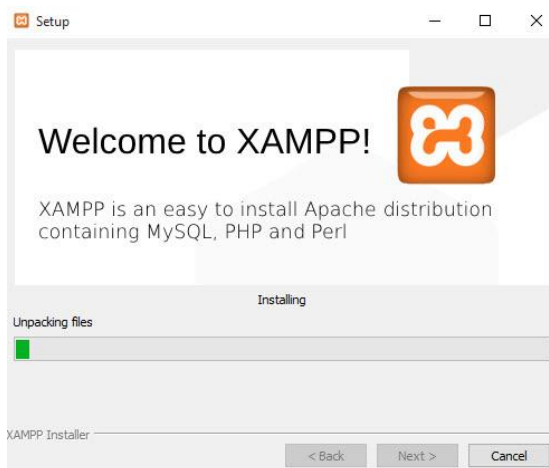 Setup
Welcome to XAMPP!
XAMPP is an easy to install Apache distribution
containing MySQL, PHP and Perl
Installing
Unpacking files
XAMPP Installer
< Back
Next >
Cancel